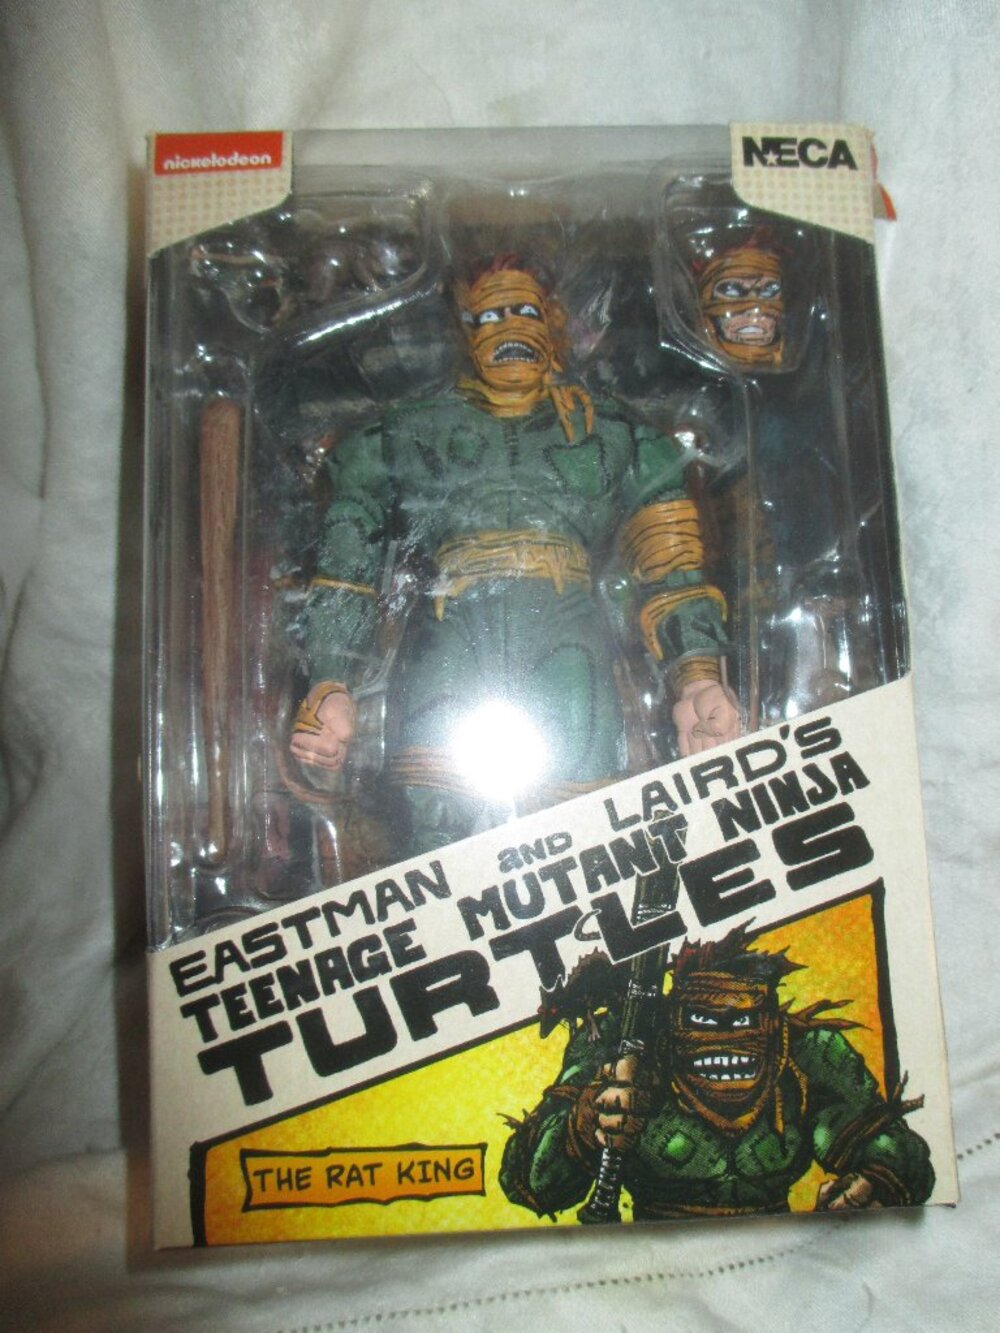 nickelodeon
NECA
EASTMAN AND LAIRD'S
TEENAGE MUTANT NINJA
TURTLES
THE RAT KING